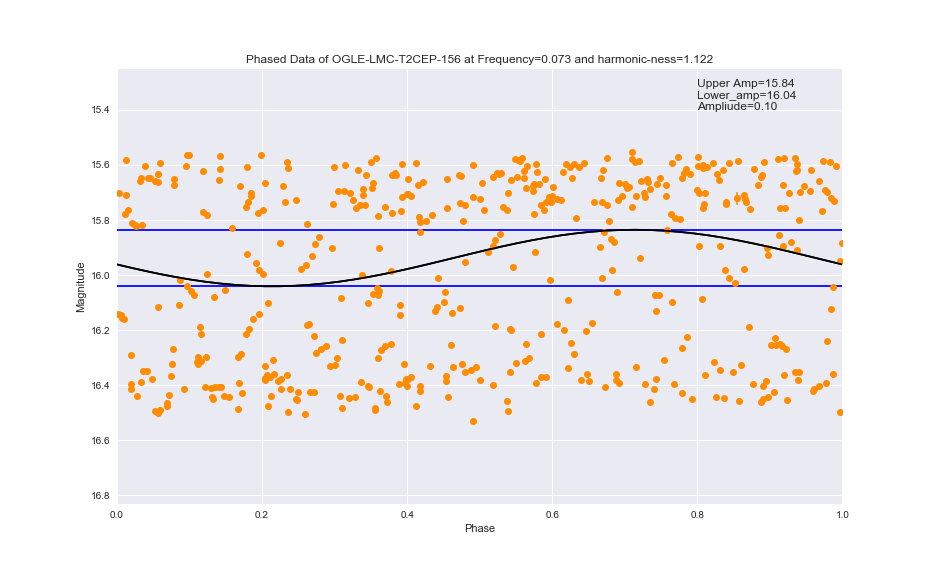 Phased Data of OGLE-LMC-T2CEP-156 at Frequency=0.073 and harmonic-ness=1.122
Upper Amp=15.84
Lower_amp=16.04
Ampliude=0.10
15.4
15.6
15.8
16.0
16.2
16.4
16.6
16.8
Magnitude
0.0 0.2 0.4 0.6 0.8 1.0
Phase